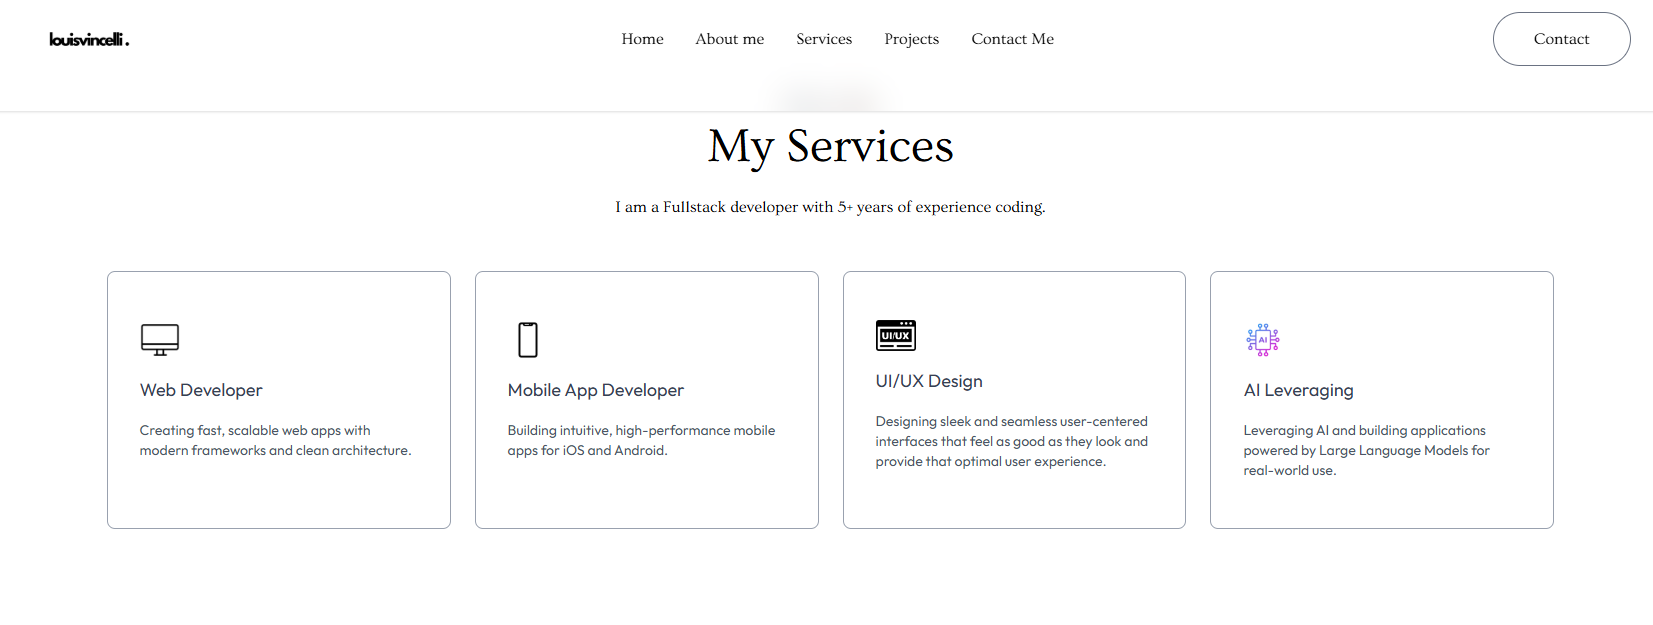 louisvincelli.
Home
About me
Services
Projects
Contact Me
Contact
My Services
I am a Fullstack developer with 5+ years of experience coding.
Web Developer
Creating fast, scalable web apps with
modern frameworks and clean architecture.
Mobile App Developer
Building intuitive, high-performance mobile
apps for iOS and Android.
UI/UX
UI/UX Design
Designing sleek and seamless user-centered
interfaces that feel as good as they look and
provide that optimal user experience.
AI
AI Leveraging
Leveraging AI and building applications
powered by Large Language Models for
real-world use.